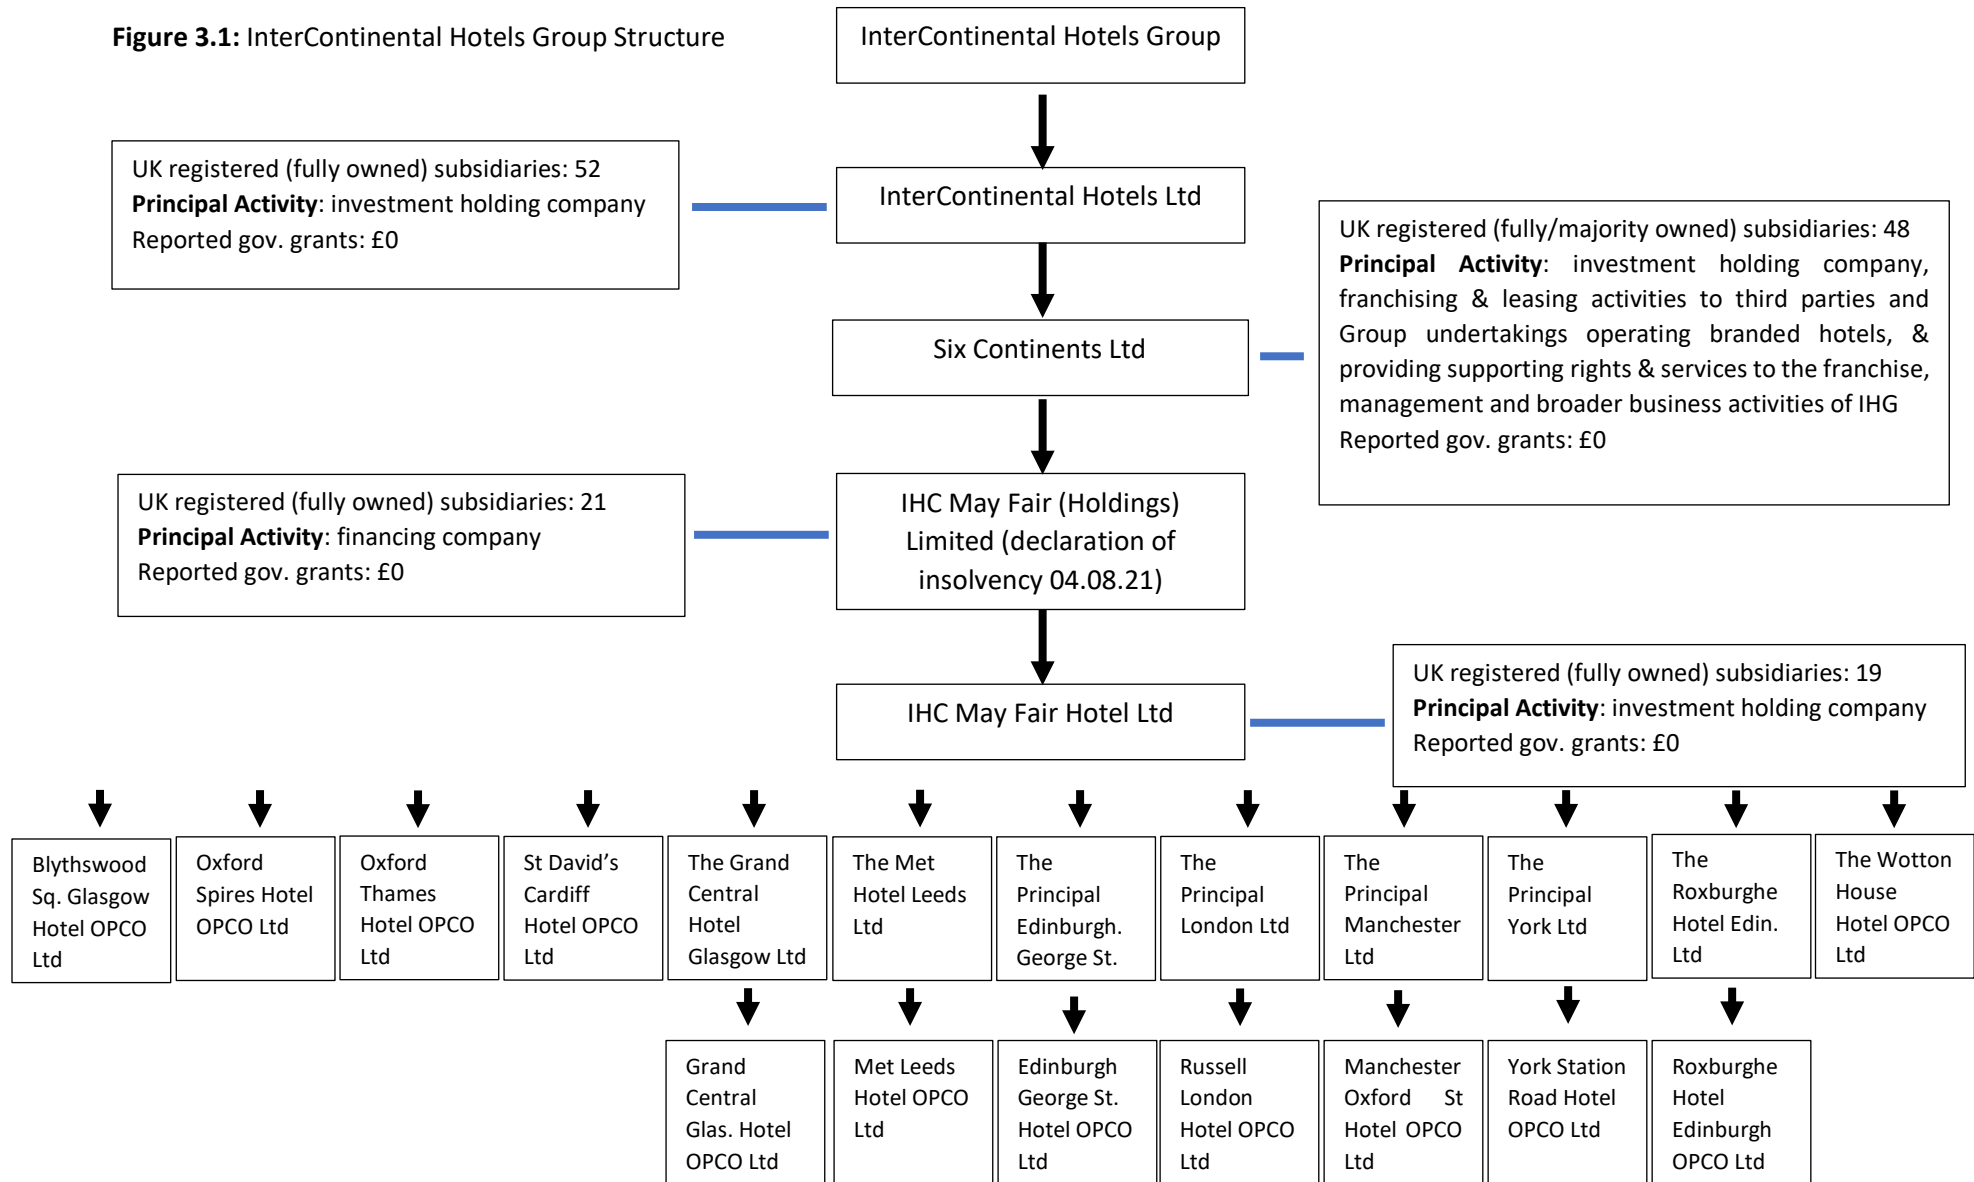 Figure 3.1: InterContinental Hotels Group Structure
InterContinental Hotels Group
UK registered (fully owned) subsidiaries: 52
Principal Activity: investment holding company
Reported gov. grants: £0
InterContinental Hotels Ltd
UK registered (fully/majority owned) subsidiaries: 48
Principal Activity: investment holding company,
franchising & leasing activities to third parties and
Group undertakings operating branded hotels, &
providing supporting rights & services to the franchise,
management and broader business activities of IHG
Reported gov. grants: £0
Six Continents Ltd
UK registered (fully owned) subsidiaries: 21
Principal Activity: financing company
Reported gov. grants: £0
IHC May Fair (Holdings)
Limited (declaration of
insolvency 04.08.21)
UK registered (fully owned) subsidiaries: 19
Principal Activity: investment holding company
Reported gov. grants: £0
IHC May Fair Hotel Ltd
Blythswood
Sq. Glasgow
Hotel OPCO
Ltd
Oxford
Spires Hotel
OPCO Ltd
Oxford
Thames
Hotel OPCO
Ltd
St David’s
Cardiff
Hotel OPCO
Ltd
The Grand
Central
Hotel
Glasgow Ltd
The Met
Hotel Leeds
Ltd
The
Principal
Edinburgh.
George St.
The
Principal
London Ltd
The
Principal
Manchester
Ltd
The
Principal
York Ltd
The
Roxburghe
Hotel Edin.
Ltd
The Wotton
House
Hotel OPCO
Ltd
Grand
Central
Glas. Hotel
OPCO Ltd
Met Leeds
Hotel OPCO
Ltd
Edinburgh
George St.
Hotel OPCO
Ltd
Russell
London
Hotel OPCO
Ltd
Manchester
Oxford St
Hotel OPCO
Ltd
York Station
Road Hotel
OPCO Ltd
Roxburghe
Hotel
Edinburgh
OPCO Ltd